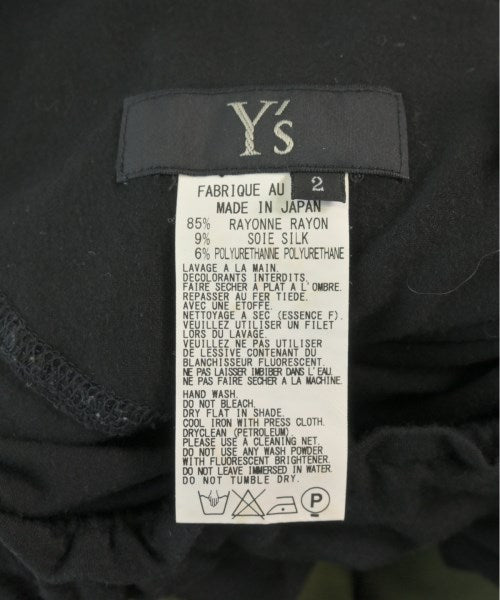 Y's
2
FABRIQUE AU
MADE IN JAPAN
85% RAYONNE RAYON
9% SOIE SILK
6% POLYURETHANNE POLYURETHANE
LAVAGE A LA MAIN.
DECOLORANTS INTERDITS.
FAIRE SECHER A PLAT A L'OMBRE.
REPASSER AU FER TIEDE.
AVEC UNE ETOFFE.
NETTOYAGE A SEC (ESSENCE F).
VEUILLEZ UTILISER UN FILET
LORS DU LAVAGE.
VEUILLEZ NE PAS UTILISER
DE LESSIVE CONTENANT DU
BLANCHISSEUR FLUORESCENT.
NE PAS LAISSER IMBIBER DANS L'EAU.
NE PAS FAIRE SECHER A LA MACHINE.
HAND WASH.
DO NOT BLEACH.
DRY FLAT IN SHADE.
COOL IRON WITH PRESS CLOTH.
DRYCLEAN (PETROLEUM).
PLEASE USE A CLEANING NET.
DO NOT USE ANY WASH POWDER
WITH FLUORESCENT BRIGHTENER.
DO NOT LEAVE IMMERSED IN WATER.
DO NOT TUMBLE DRY.
P